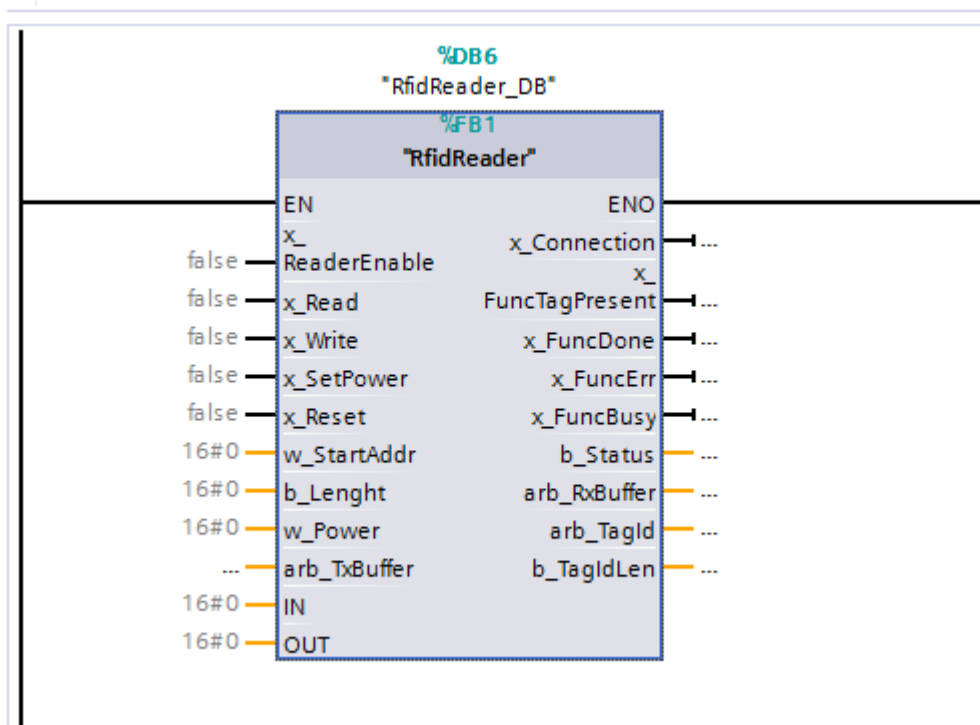 %DB6
"RfidReader_DB"
%FB1
"RfidReader"
EN ENO
x_
ReaderEnable
false
x_Connection ...
x_
FuncTagPresent ...
false x_Read
false x_Write x_FuncDone ...
false x_SetPower x_FuncErr ...
false x_Reset x_FuncBusy ...
16#0 w_StartAddr b_Status ...
16#0 b_Lenght arb_RxBuffer ...
16#0 w_Power arb_TagId ...
... arb_TxBuffer b_TagIdLen ...
16#0 IN
16#0 OUT